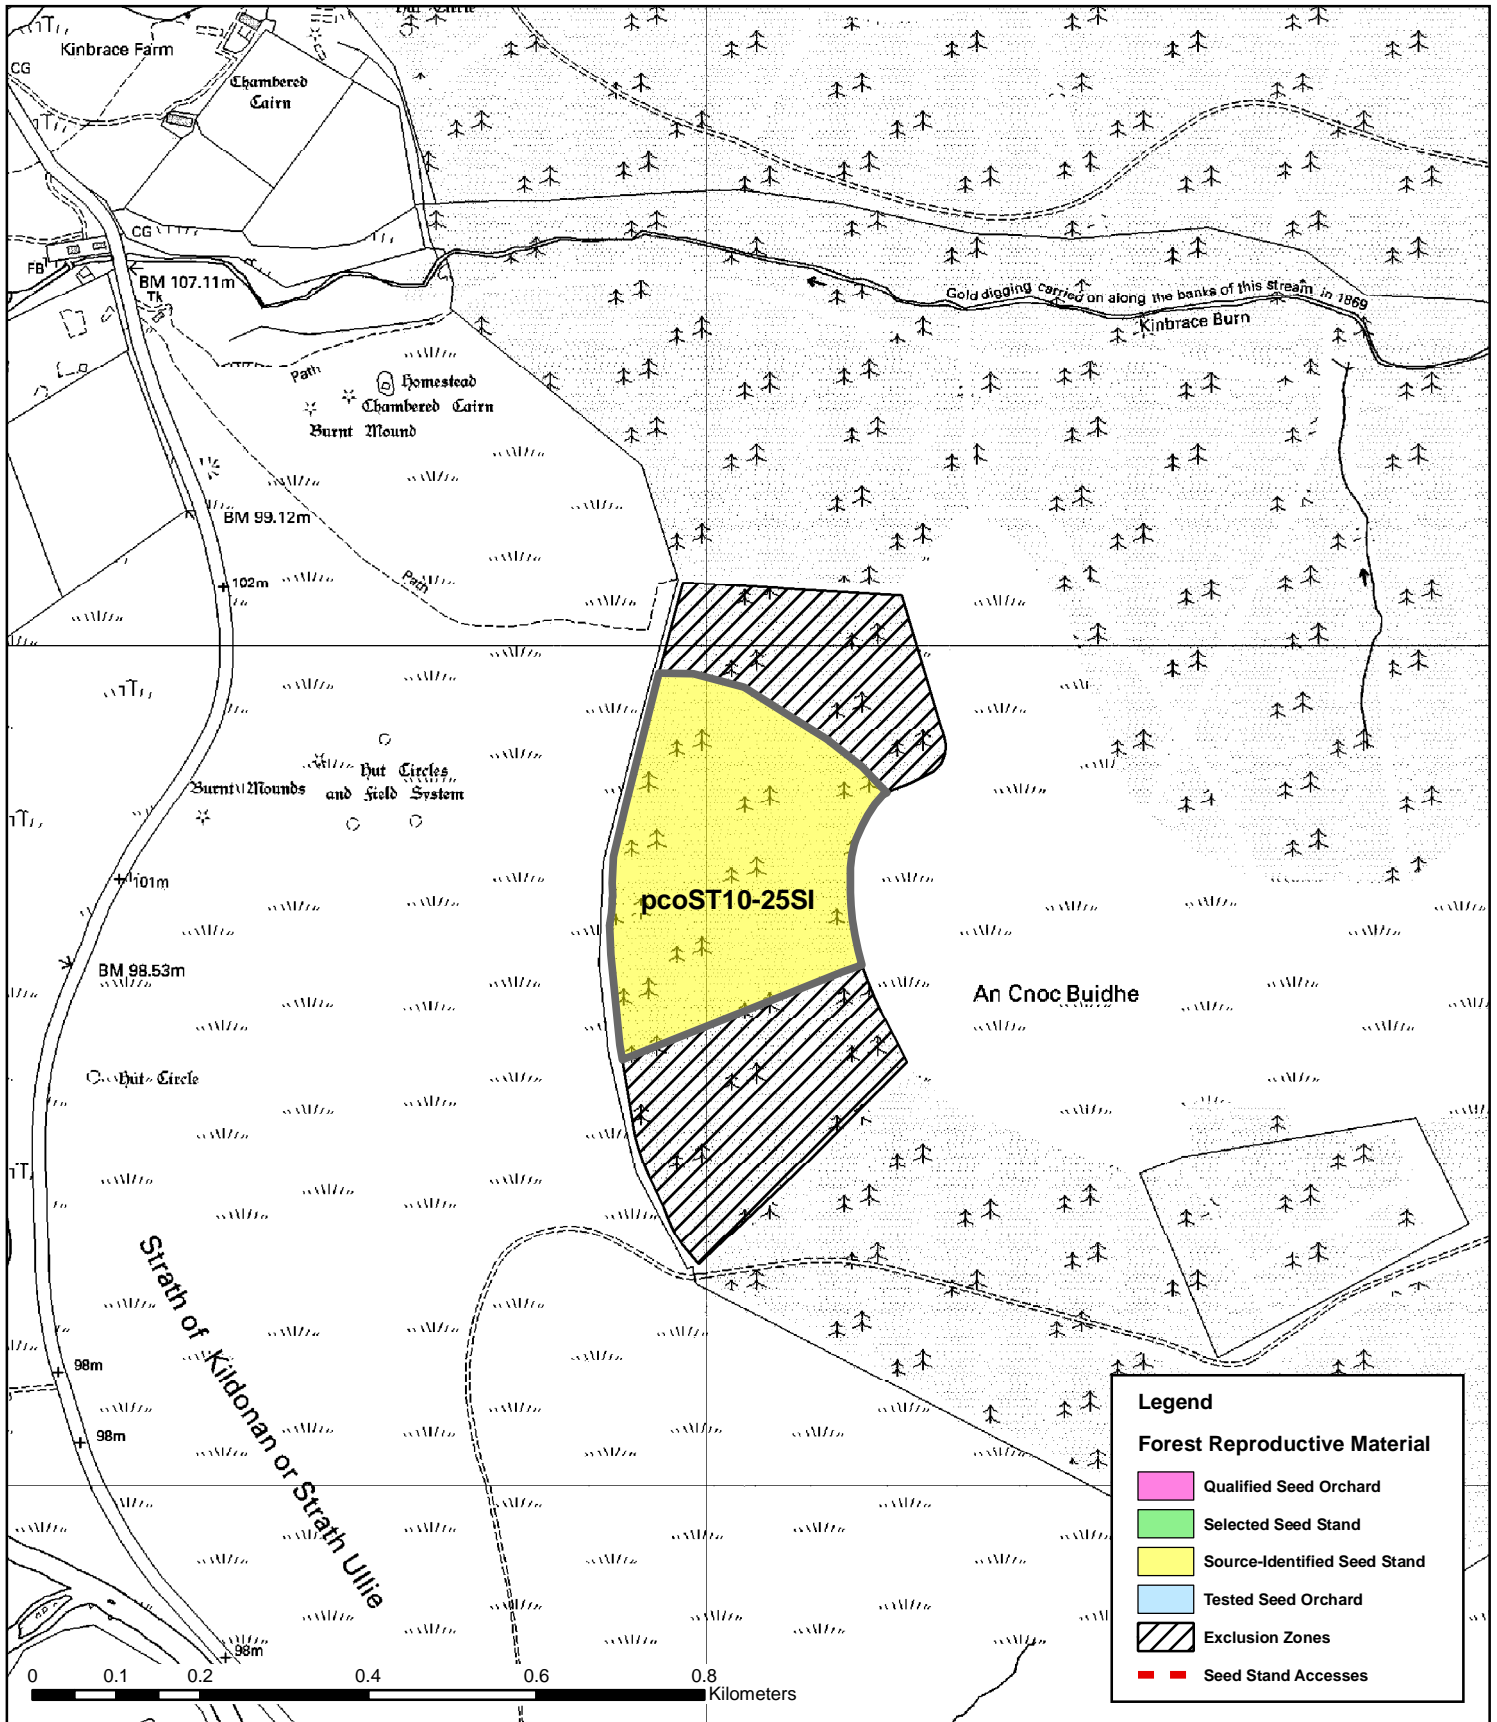 Hut Circle
Kinbrace Farm
CG
Chambered
Cairn
CG
FB
BM 107.11m
Tk
Gold digging carried on along the banks of this stream in 1869
Kinbrace Burn
Path
Homestead
Chambered Cairn
Burnt Mound
BM 99.12m
Path
102m
Hut Circles
and Field System
Burnt Mounds
101m
pcoST10-25SI
BM 98.53m
An Cnoc Buidhe
Hut Circle
Strath of Kildonan or Strath Ullie
98m
98m
98m
Legend
Forest Reproductive Material
Qualified Seed Orchard
Selected Seed Stand
Source-Identified Seed Stand
Tested Seed Orchard
Exclusion Zones
Seed Stand Accesses
0 0.1 0.2 0.4 0.6 0.8
Kilometers